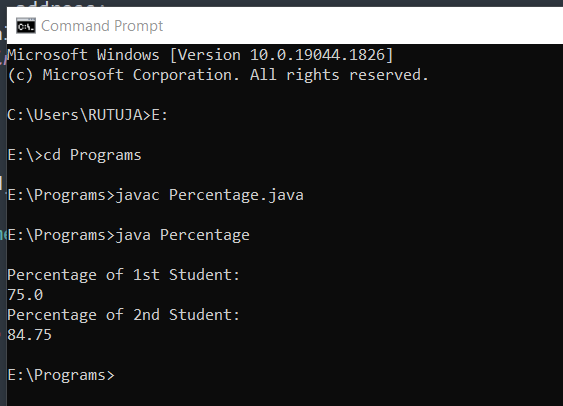 address:
Command Prompt
Microsoft Windows [Version 10.0.19044.1826]
(c) Microsoft Corporation. All rights reserved.
C:\Users\RUTUJA>E:
E:\>cd Programs
E:\Programs>javac Percentage.java
E:\Programs>java Percentage
Percentage of 1st Student:
75.0
Percentage of 2nd Student:
84.75
E:\Programs>